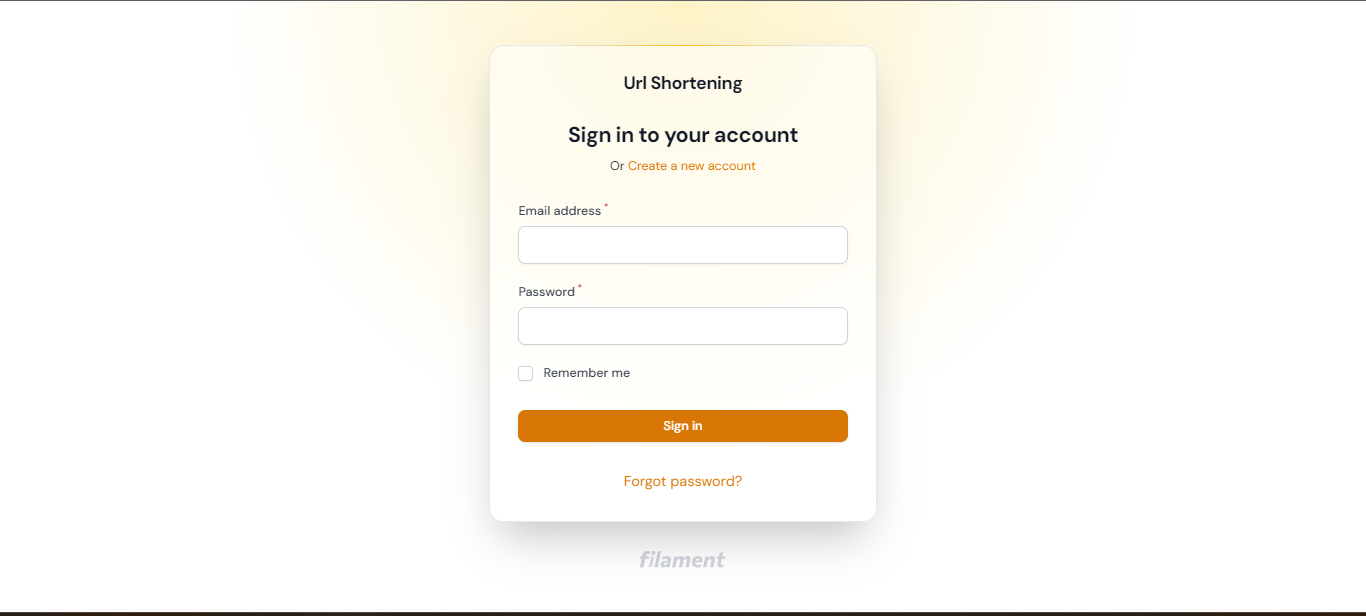 Url Shortening
Sign in to your account
Or Create a new account
Email address *
Password *
Remember me
Sign in
Forgot password?
filament